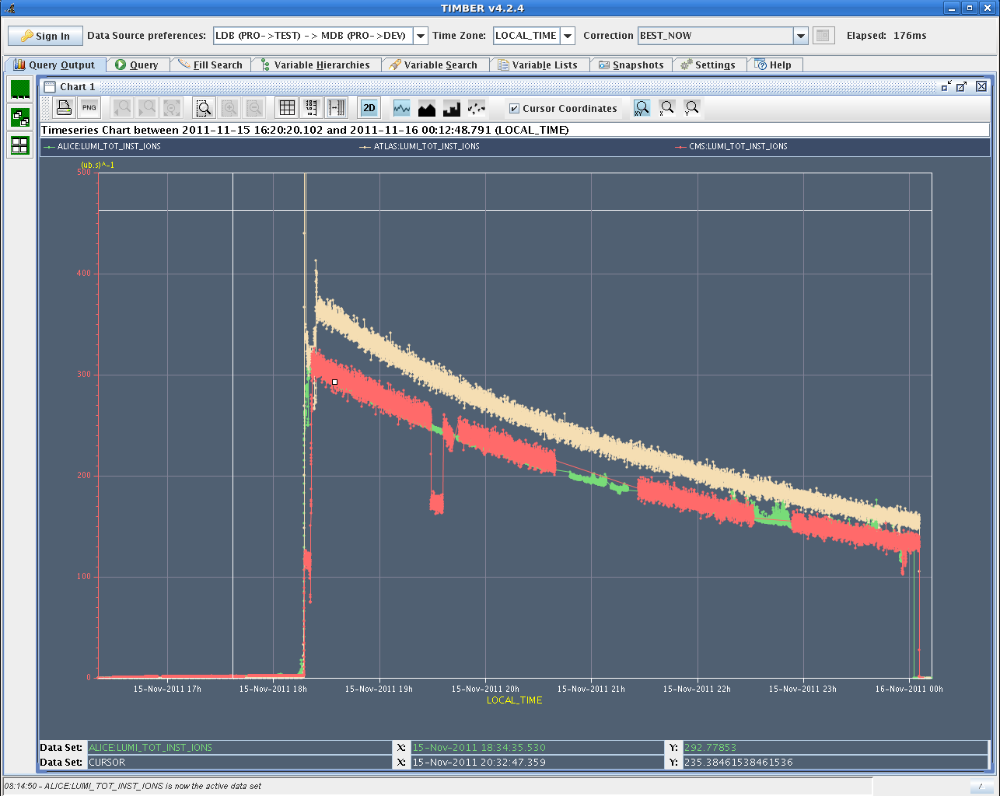 TIMBER v4.2.4
Sign In Data Source preferences: LDB (PRO->TEST) -> MDB (PRO->DEV) Time Zone: LOCAL_TIME Correction BEST_NOW Elapsed: 176ms
Query Output Query Fill Search Variable Hierarchies Variable Search Variable Lists Snapshots Settings Help
Chart 1
PNG 2D Cursor Coordinates XY X Y
Timeseries Chart between 2011-11-15 16:20:20.102 and 2011-11-16 00:12:48.791 (LOCAL_TIME)
ALICE:LUMI_TOT_INST_IONS ATLAS:LUMI_TOT_INST_IONS CMS:LUMI_TOT_INST_IONS
(ub.s)^-1
500
400
300
200
100
0
15-Nov-2011 17h 15-Nov-2011 18h 15-Nov-2011 19h 15-Nov-2011 20h 15-Nov-2011 21h 15-Nov-2011 22h 15-Nov-2011 23h 16-Nov-2011 00h
LOCAL_TIME
Data Set: ALICE:LUMI_TOT_INST_IONS X: 15-Nov-2011 18:34:35.530 Y: 292.77853
Data Set: CURSOR X: 15-Nov-2011 20:32:47.359 Y: 235.38461538461536
08:14:50 - ALICE:LUMI_TOT_INST_IONS is now the active data set